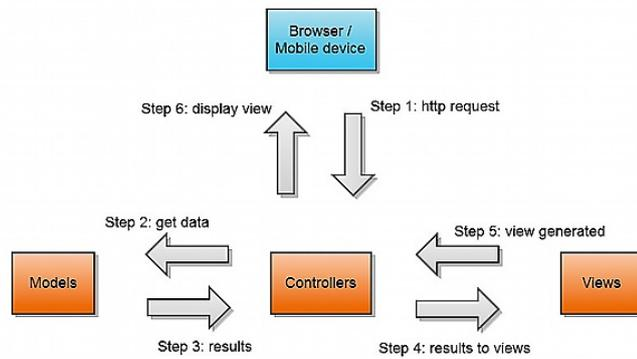 Browser /
Mobile device
Step 6: display view
Step 1: http request
Step 2: get data
Step 5: view generated
Models
Controllers
Views
Step 3: results
Step 4: results to views